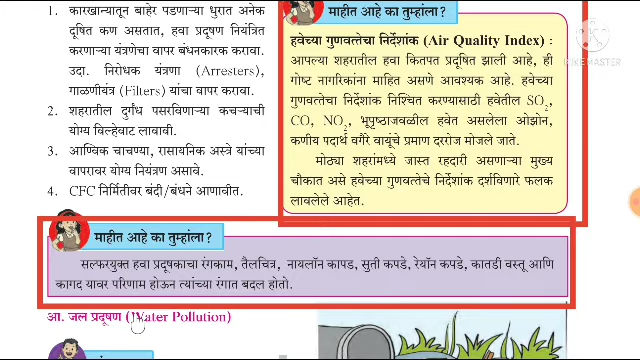 1. कारखान्यातून बाहेर पडणाऱ्या धुरात अनेक
दूषित कण असतात, हवा प्रदूषण नियंत्रित
करणाऱ्या यंत्रणेचा वापर बंधनकारक करावा.
उदा. निरोधक यंत्रणा (Arresters),
गाळणीयंत्र (Filters) यांचा वापर करावा.
2. शहरातील दुर्गंध पसरविणाऱ्या कचऱ्याची
योग्य विल्हेवाट लावावी
3. आण्विक चाचण्या, रासायनिक अस्त्रे यांच्या
वापरावर योग्य नियंत्रण असावे.
4. CFC निर्मितीवर बंदी/बंधने आणावीत.
माहीत आहे का तुम्हांला?
हवेच्या गुणवत्तेचा निर्देशांक (Air Quality Index) :
आपल्या शहरातील हवा कितपत प्रदूषित झाली आहे, ही
गोष्ट नागरिकांना माहित असणे आवश्यक आहे. हवेच्या
गुणवत्तेचा निर्देशांक निश्चित करण्यासाठी हवेतील SO2,
CO, NO2, भूपृष्ठाजवळील हवेत असलेला ओझोन,
कणीय पदार्थ वगैरे वायूंचे प्रमाण दररोज मोजले जाते.
मोठ्या शहरांमध्ये जास्त रहदारी असणाऱ्या मुख्य
चौकात असे हवेच्या गुणवत्तेचे निर्देशांक दर्शविणारे फलक
लावलेले आहेत.
KINEMASTER
माहीत आहे का तुम्हांला?
सल्फरयुक्त हवा प्रदूषकाचा रंगकाम, तैलचित्र, नायलॉन कापड, सुती कपडे, रेयॉन कपडे, कातडी वस्तू आणि
कागद यावर परिणाम होऊन त्यांच्या रंगात बदल होतो.
आ. जल प्रदूषण (Water Pollution)